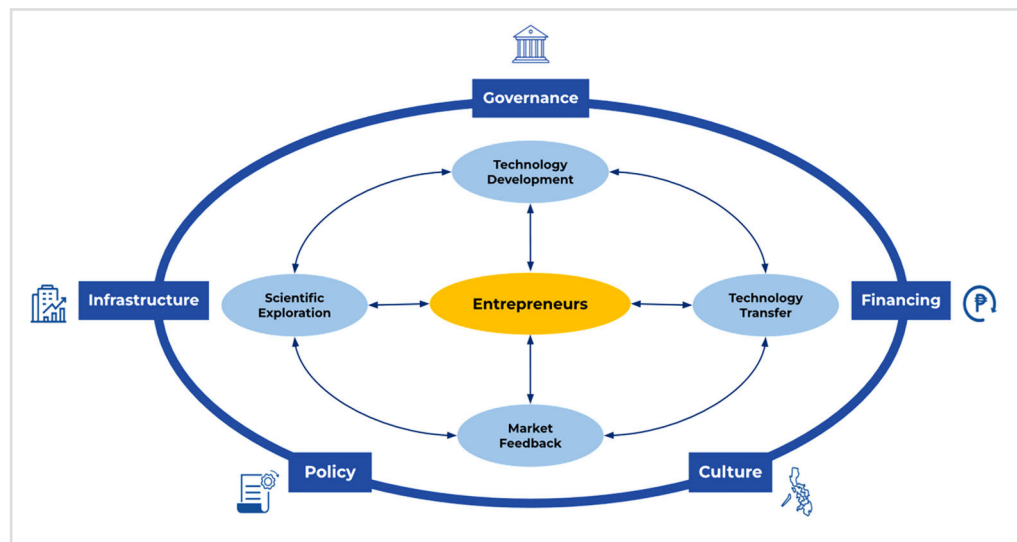 Governance
Technology
Development
Infrastructure
Scientific
Exploration
Entrepreneurs
Technology
Transfer
Financing
₱
Market
Feedback
Policy
Culture